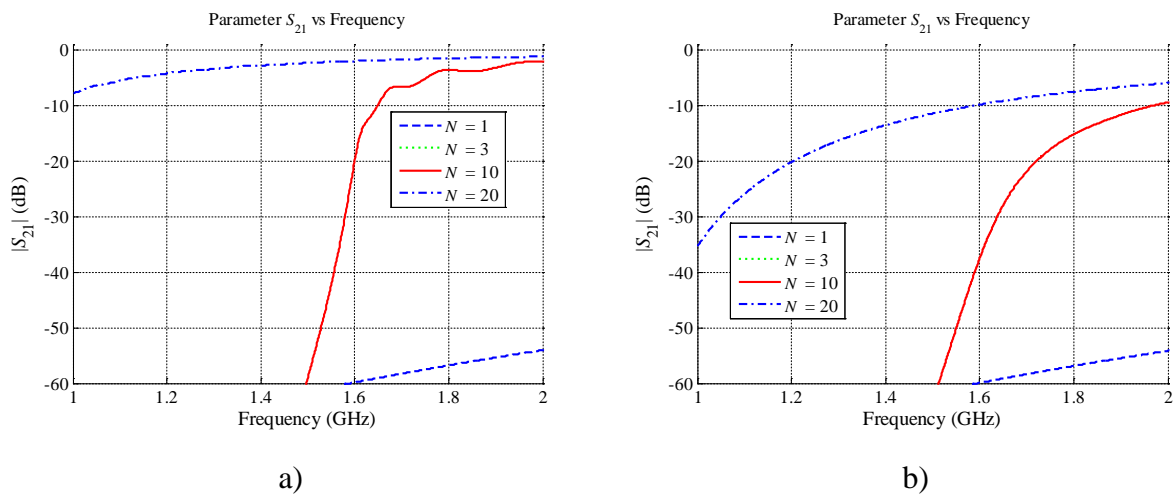 Parameter S21 vs Frequency
0
-10
-20
-30
-40
-50
-60
|S21| (dB)
N = 1
N = 3
N = 10
N = 20
1
1.2
1.4
1.6
1.8
2
Frequency (GHz)
a)
Parameter S21 vs Frequency
0
-10
-20
-30
-40
-50
-60
|S21| (dB)
N = 1
N = 3
N = 10
N = 20
1
1.2
1.4
1.6
1.8
2
Frequency (GHz)
b)